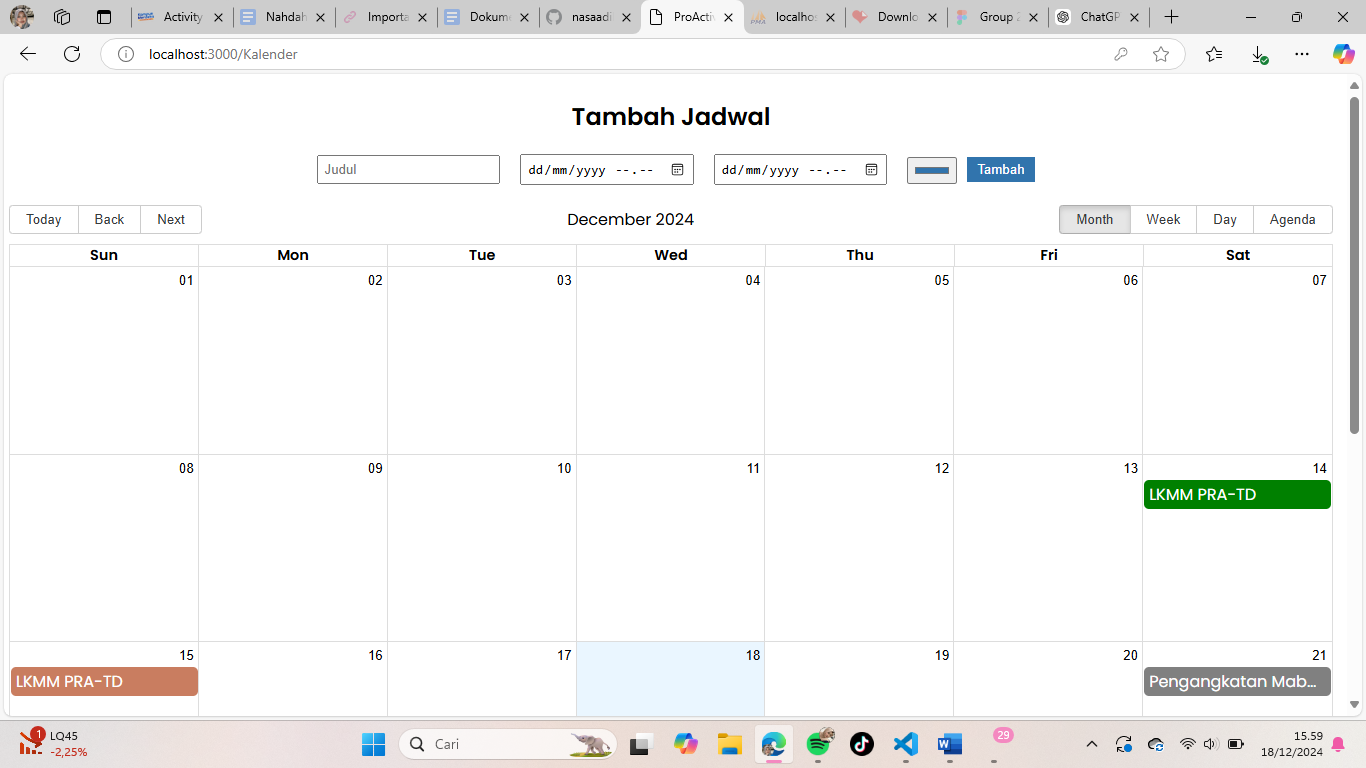 Activity
Nahdah
Importa
Dokume
nasaadi
ProActiv
localhos
Downlo
Group 2
ChatGP
localhost:3000/Kalender
Tambah Jadwal
Judul
dd/mm/yyyy --.--
dd/mm/yyyy --.--
Tambah
Today Back Next
December 2024
Month Week Day Agenda
Sun Mon Tue Wed Thu Fri Sat
01 02 03 04 05 06 07
08 09 10 11 12 13 14
LKMM PRA-TD
15 16 17 18 19 20 21
LKMM PRA-TD
Pengangkatan Mab...
1
LQ45
-2,25%
Cari
29
15.59
18/12/2024